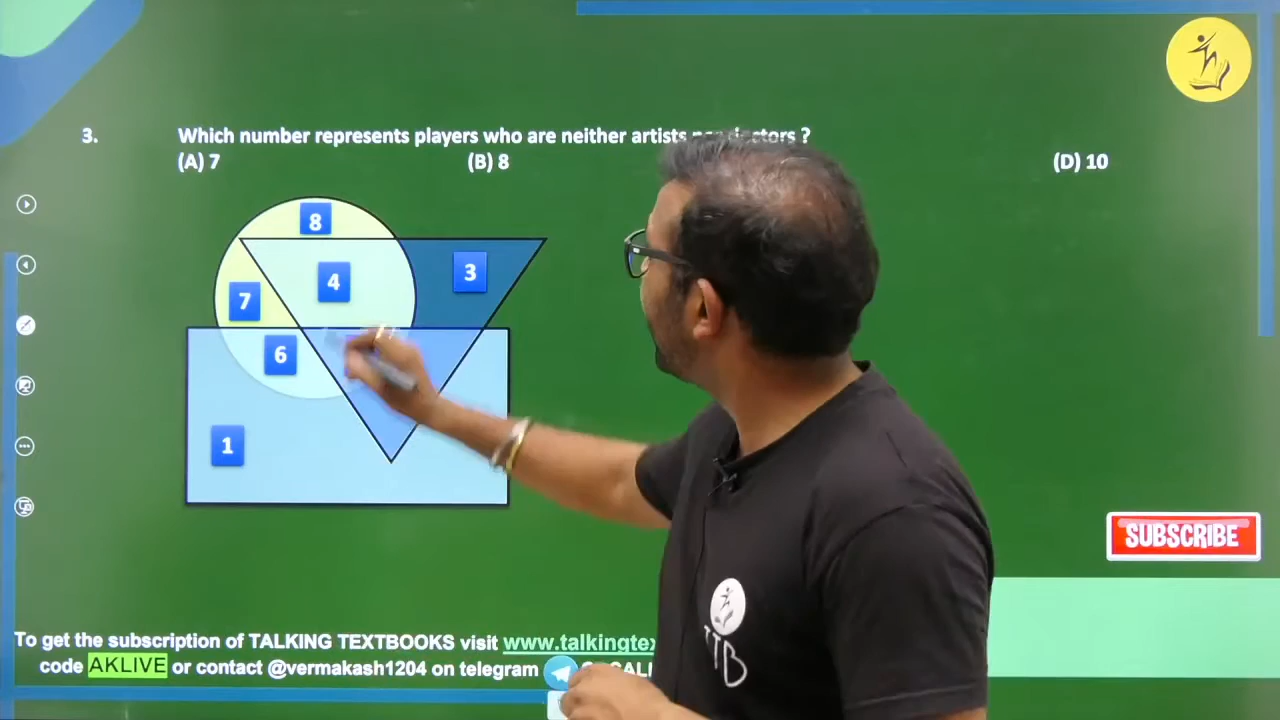 3. Which number represents players who are neither artists
(A) 7 (B) 8 (D) 10
8
4
3
7
6
1
SUBSCRIBE
To get the subscription of TALKING TEXTBOOKS visit
code AKLIVE or contact @vermakash1204 on telegram
TTB